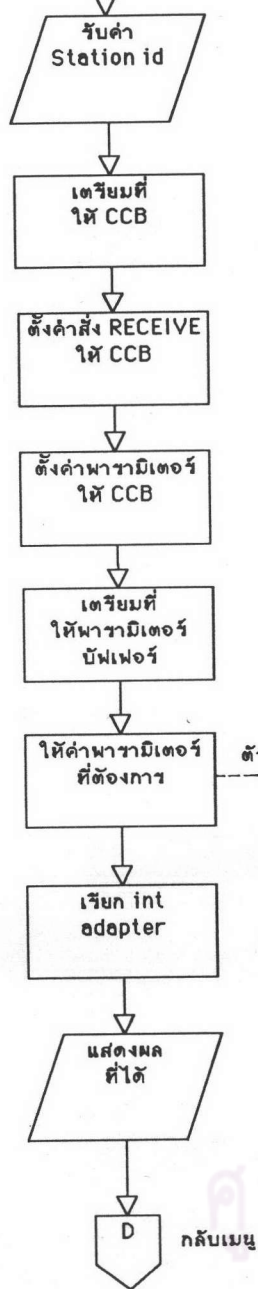 รับค่า
Station id
เตรียมที่
ให้ CCB
ตั้งคำสั่ง RECEIVE
ให้ CCB
ตั้งค่าพารามิเตอร์
ให้ CCB
เตรียมที่
ให้พารามิเตอร์
บัฟเฟอร์
ให้ค่าพารามิเตอร์
ที่ต้องการ
เรียก int
adapter
แสดงผล
ที่ได้
D
กลับเมนู
ศู